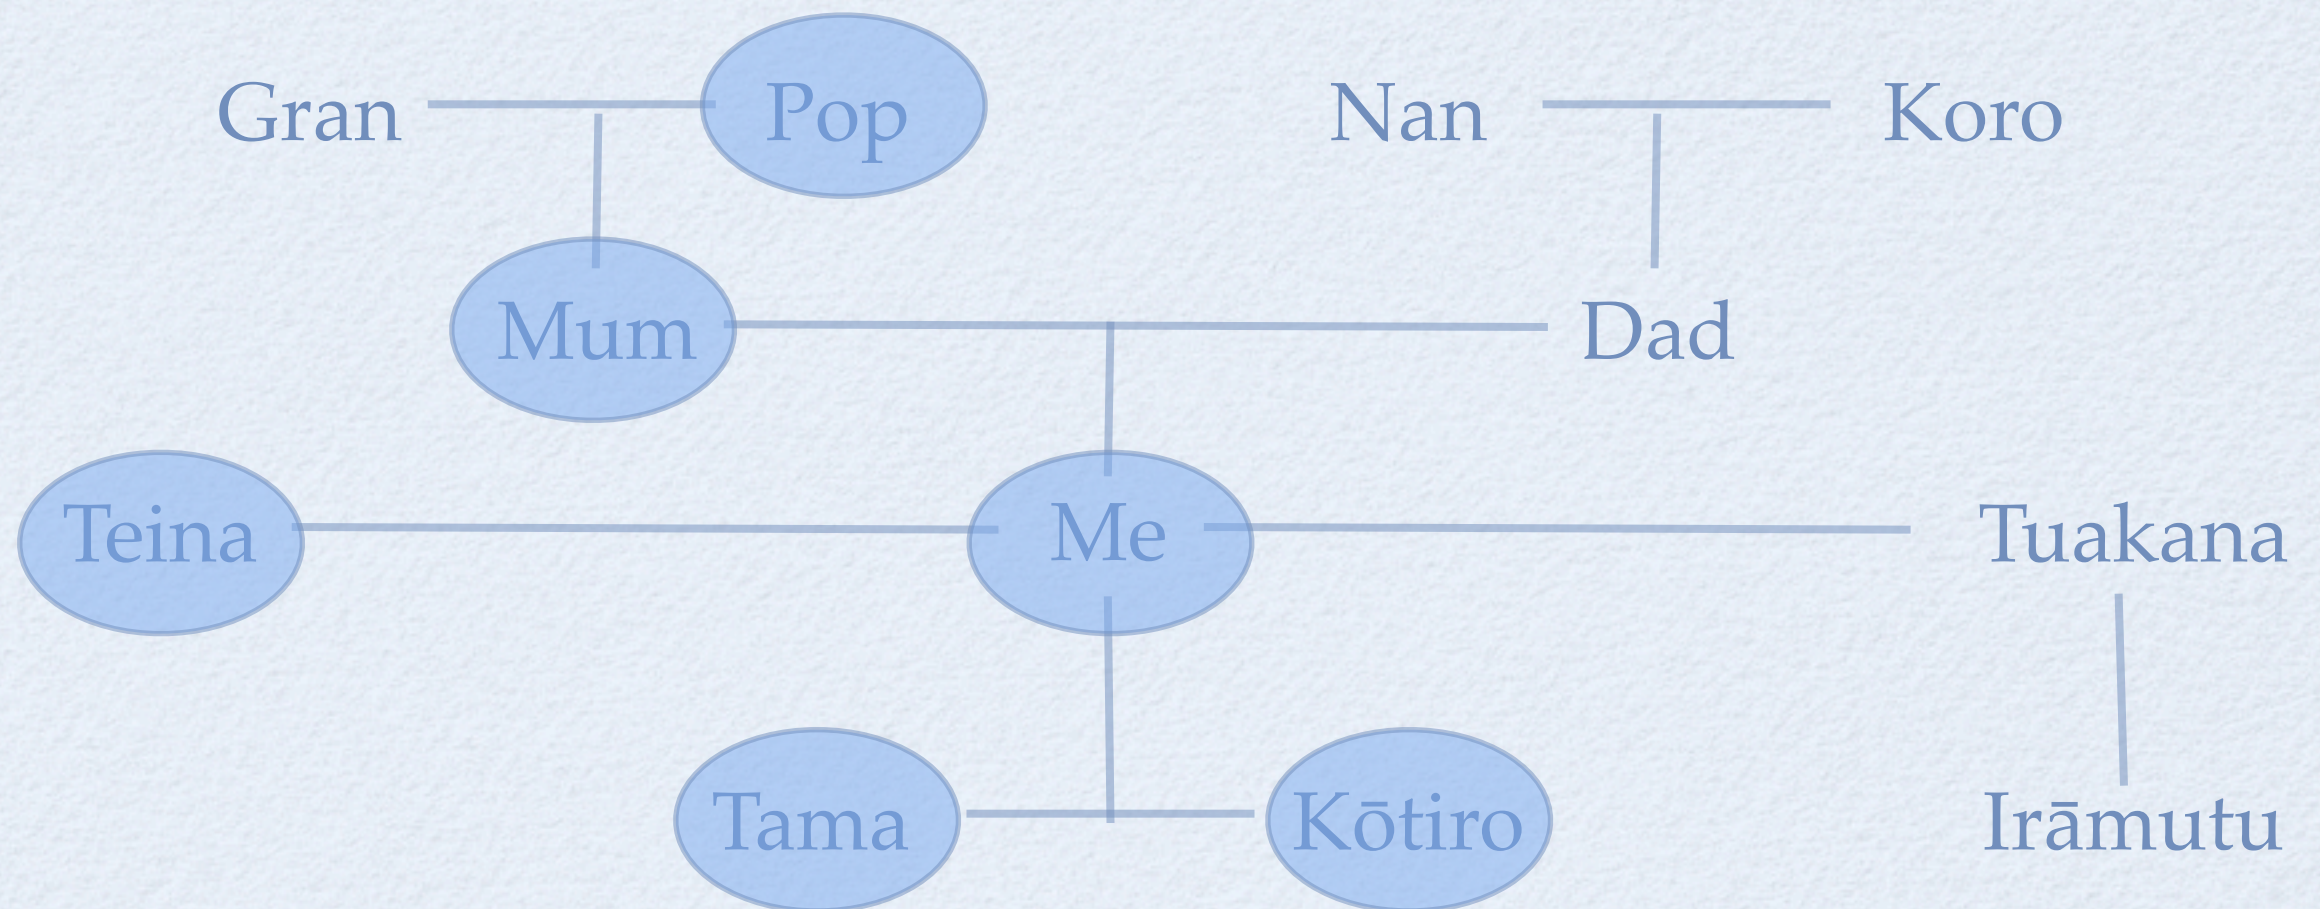 Gran Pop Nan Koro
Mum Dad
Teina Me Tuakana
Tama Kōtiro Irāmutu